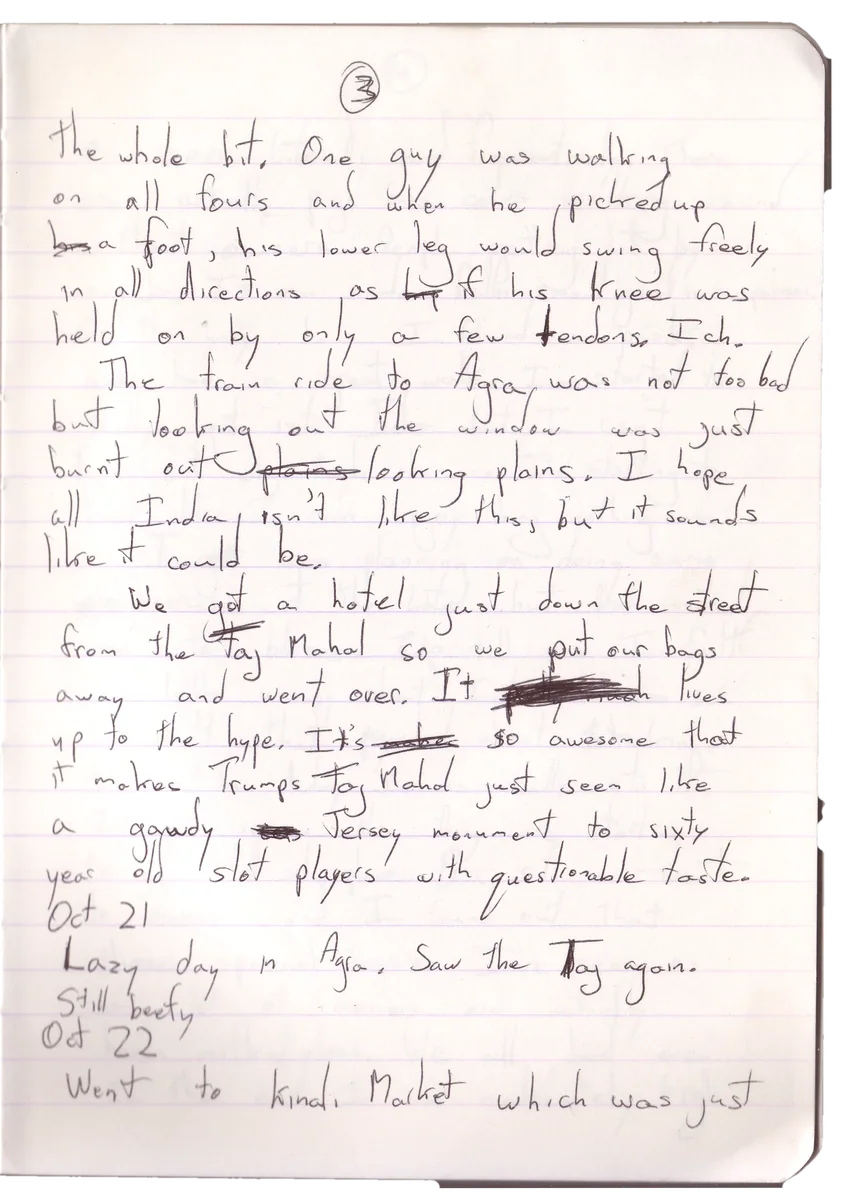 3
the whole bit. One guy was walking
on all fours and when he picked up
his a foot, his lower leg would swing freely
in all directions as if his knee was
held on by only a few tendons. Ich.
The train ride to Agra was not too bad
but looking out the window was just
burnt out plains looking plains. I hope
all India isn't like this, but it sounds
like it could be.
We got a hotel just down the street
from the Taj Mahal so we put our bags
away and went over. It lives
up to the hype. It's so awesome that
it makes Trumps Taj Mahal just seen like
a gawdy Jersey monument to sixty
year old slot players with questionable taste.
Oct 21
Lazy day in Agra. Saw the Taj again.
Still beefy
Oct 22
Went to Kinari Market which was just